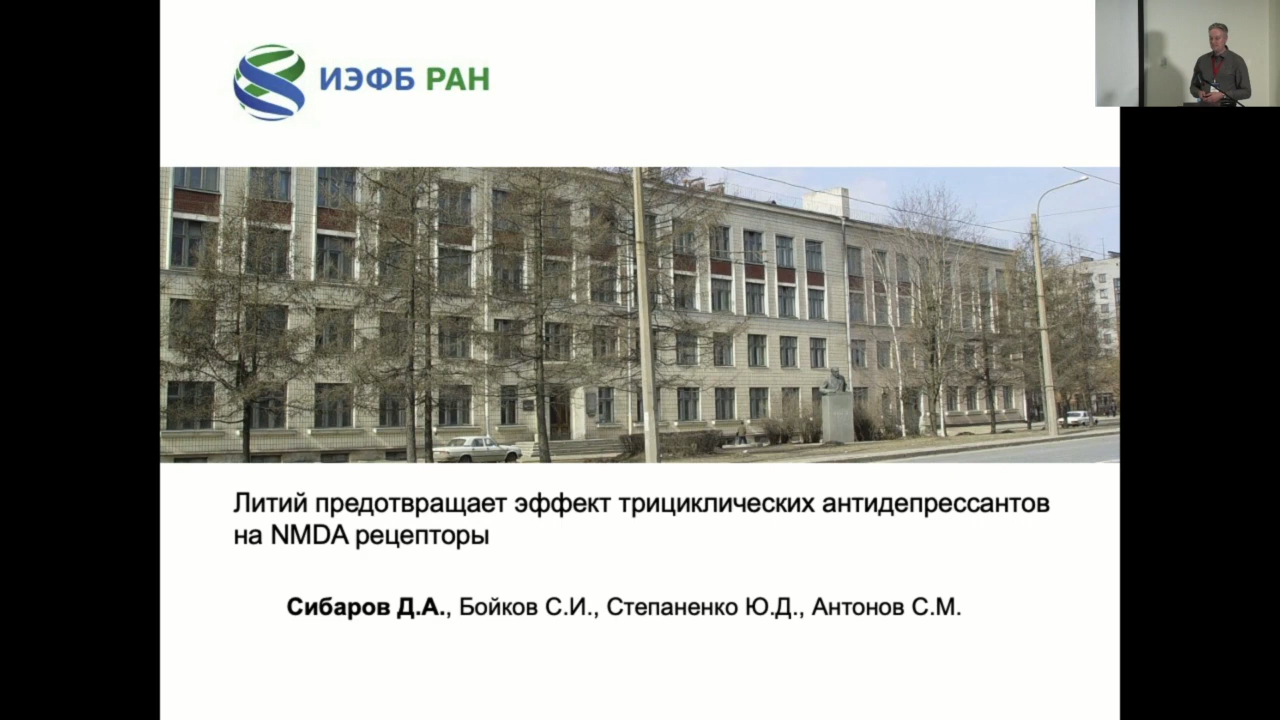 ИЭФБ РАН
Литий предотвращает эффект трициклических антидепрессантов
на NMDA рецепторы
Сибаров Д.А., Бойков С.И., Степаненко Ю.Д., Антонов С.М.